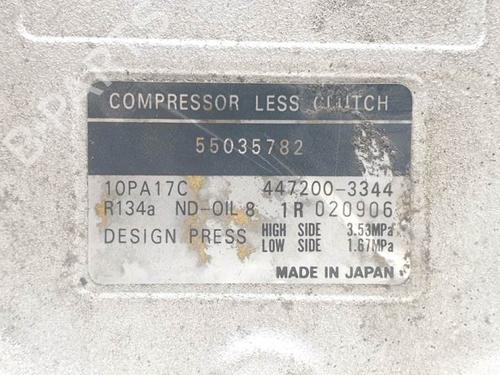 COMPRESSOR LESS CLUTCH
55035782
10PA17C 447200-3344
R134a ND-OIL 8 1R 020906
DESIGN PRESS HIGH SIDE 3.53MPa
LOW SIDE 1.67MPa
MADE IN JAPAN